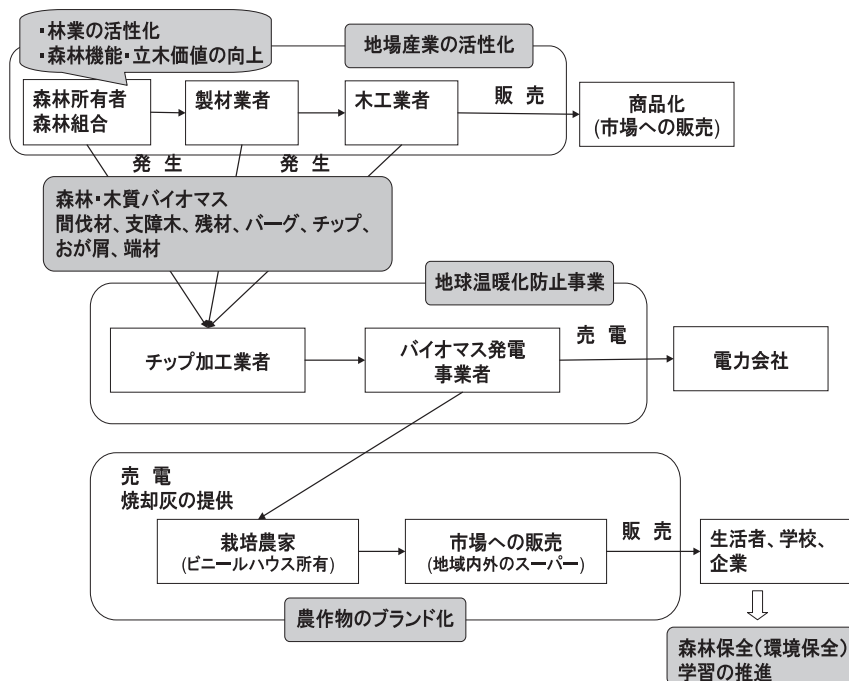 ・林業の活性化
・森林機能・立木価値の向上
地場産業の活性化
森林所有者
森林組合
製材業者
木工業者
販 売
商品化
(市場への販売)
発 生
発 生
森林・木質バイオマス
間伐材、支障木、残材、バーグ、チップ、
おが屑、端材
地球温暖化防止事業
チップ加工業者
バイオマス発電
事業者
売 電
電力会社
売 電
焼却灰の提供
栽培農家
(ビニールハウス所有)
市場への販売
(地域内外のスーパー)
販 売
生活者、学校、
企業
農作物のブランド化
森林保全(環境保全)
学習の推進